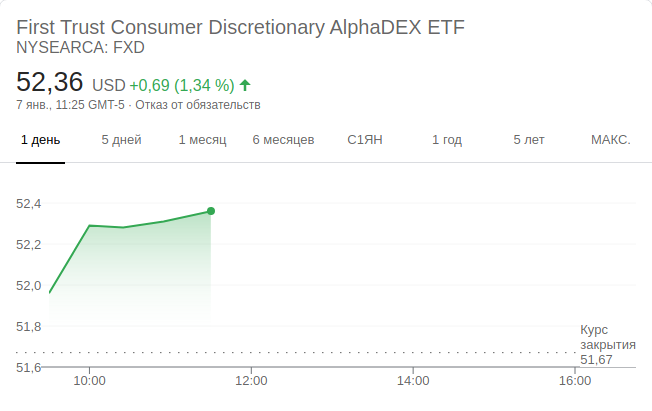 First Trust Consumer Discretionary AlphaDEX ETF
NYSEARCA: FXD
52,36 USD +0,69 (1,34 %)
7 янв., 11:25 GMT-5 · Отказ от обязательств
1 день 5 дней 1 месяц 6 месяцев С1ЯН 1 год 5 лет МАКС.
52,4
52,2
52,0
51,8
Курс
закрытия
51,67
51,6
10:00 12:00 14:00 16:00